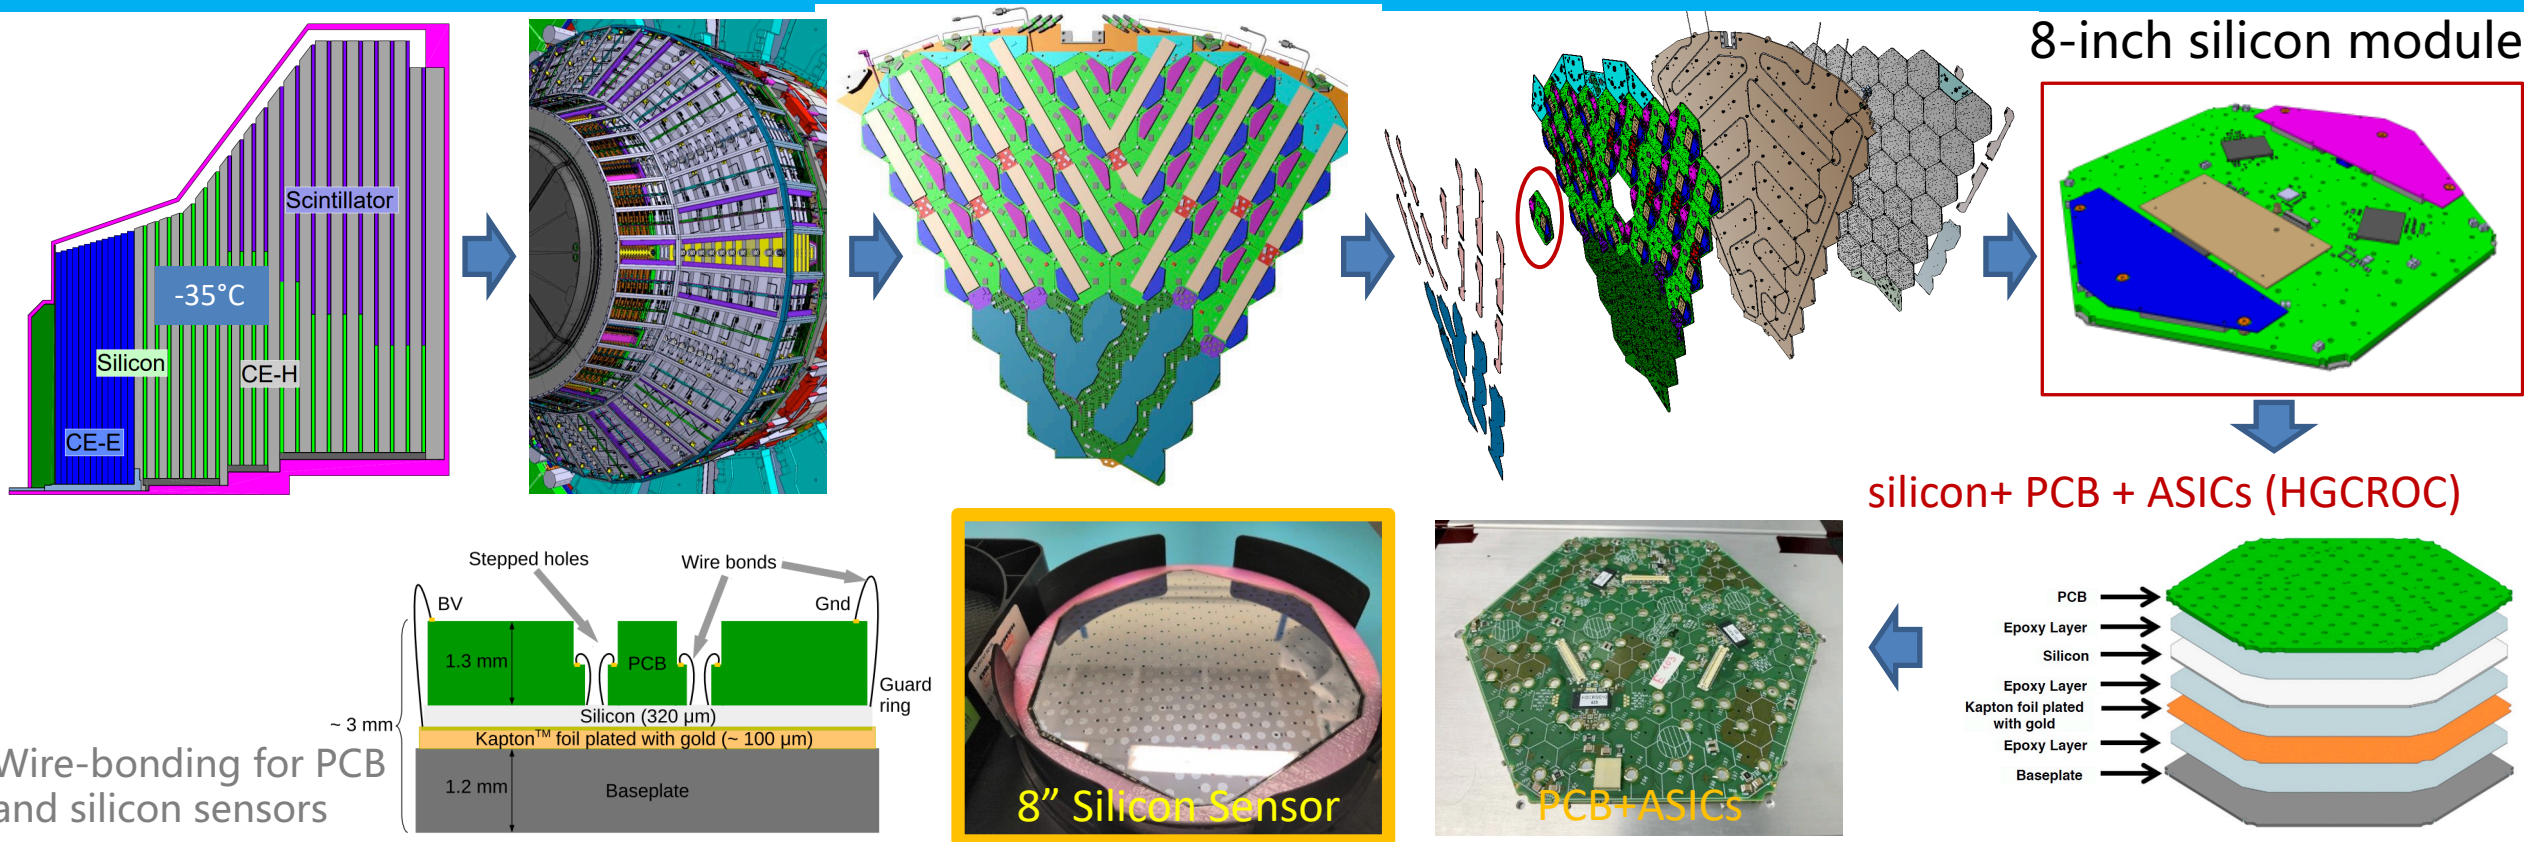 8-inch silicon module
Scintillator
-35°C
Silicon
CE-H
CE-E
silicon+ PCB + ASICs (HGCROC)
Stepped holes
Wire bonds
BV
Gnd
1.3 mm
PCB
Guard
ring
~ 3 mm
Silicon (320 μm)
Kapton™ foil plated with gold (~ 100 μm)
1.2 mm
Baseplate
Wire-bonding for PCB
and silicon sensors
8” Silicon Sensor
PCB+ASICs
PCB
Epoxy Layer
Silicon
Epoxy Layer
Kapton foil plated
with gold
Epoxy Layer
Baseplate